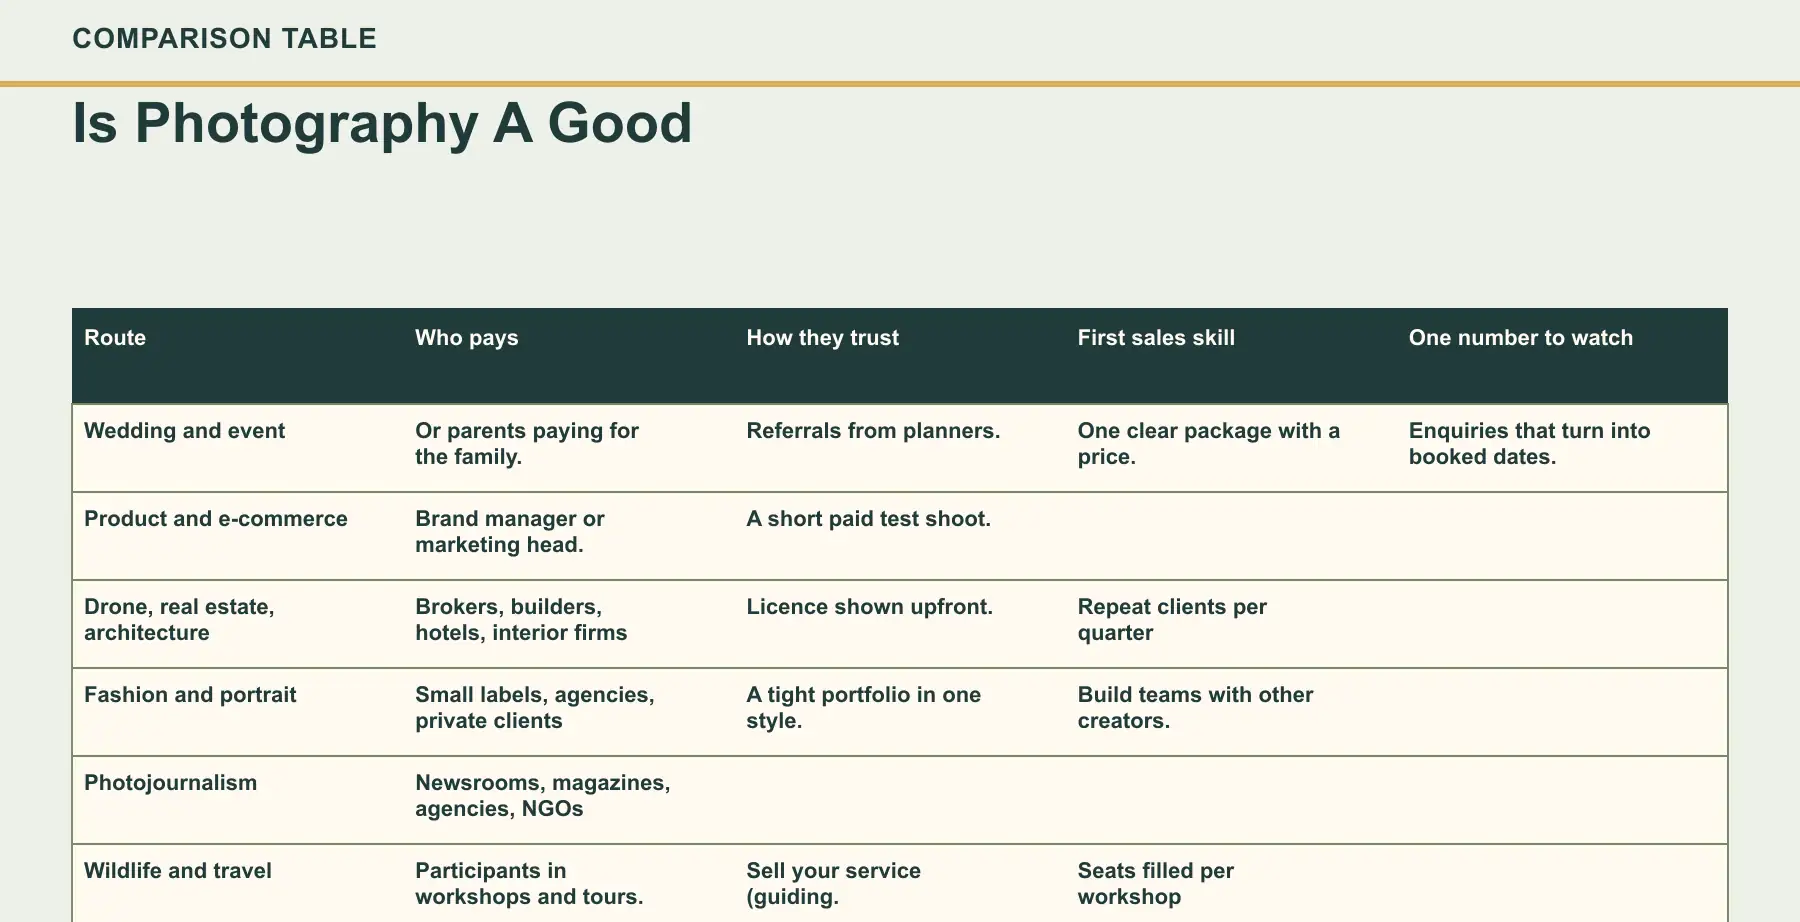 COMPARISON TABLE
Is Photography A Good
Route Who pays How they trust First sales skill One number to watch
Wedding and event Or parents paying for Referrals from planners. One clear package with a Enquiries that turn into
the family. price. booked dates.
Product and e-commerce Brand manager or A short paid test shoot.
marketing head.
Drone, real estate, Brokers, builders, Licence shown upfront. Repeat clients per
architecture hotels, interior firms quarter
Fashion and portrait Small labels, agencies, A tight portfolio in one Build teams with other
private clients style. creators.
Photojournalism Newsrooms, magazines,
agencies, NGOs
Wildlife and travel Participants in Sell your service Seats filled per
workshops and tours. (guiding. workshop